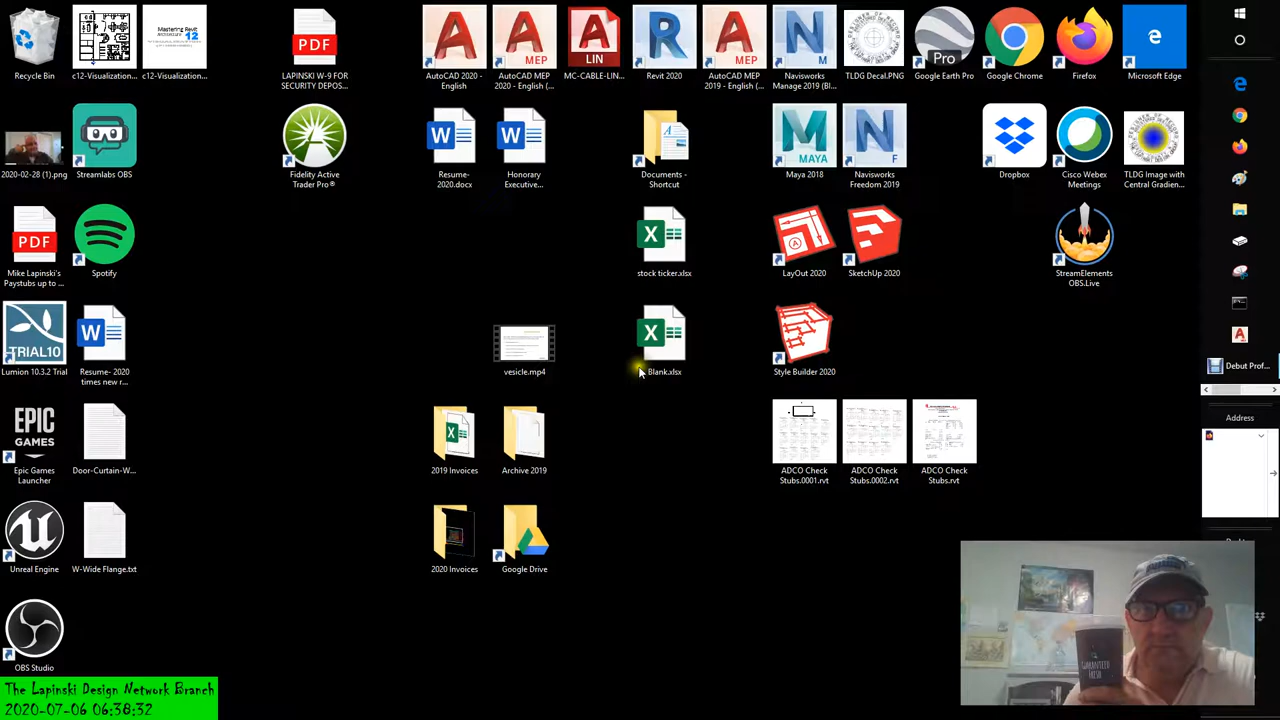 Recycle Bin
c12-Visualization...
Mastering Revit
Architecture 12
c12-Visualization...
PDF
LAPINSKI W-9 FOR
SECURITY DEPOS...
AutoCAD 2020 -
English
MEP
AutoCAD MEP
2020 - English (...
LIN
MC-CABLE-LIN...
Revit 2020
MEP
AutoCAD MEP
2019 - English (...
M
Navisworks
Manage 2019 (Bl...
TLDG Decal.PNG
Pro
Google Earth Pro
Google Chrome
Firefox
Microsoft Edge
2020-02-28 (1).png
Streamlabs OBS
Fidelity Active
Trader Pro®
Resume-
2020.docx
Honorary
Executive...
Documents -
Shortcut
MAYA
Maya 2018
F
Navisworks
Freedom 2019
Dropbox
Cisco Webex
Meetings
TLDG Image with
Central Gradien...
PDF
Mike Lapinski's
Paystubs up to ...
Spotify
stock ticker.xlsx
LayOut 2020
SketchUp 2020
StreamElements
OBS.Live
TRIAL10
Lumion 10.3.2 Trial
Resume- 2020
times new r...
vesicle.mp4
Blank.xlsx
Style Builder 2020
Debut Prof...
EPIC
GAMES
Epic Games
Launcher
Door-Curtain-W...
2019 Invoices
Archive 2019
ADCO Check
Stubs.0001.rvt
ADCO Check
Stubs.0002.rvt
ADCO Check
Stubs.rvt
Address
Unreal Engine
W-Wide Flange.txt
2020 Invoices
Google Drive
OBS Studio
The Lapinski Design Network Branch
2020-07-06 06:38:32